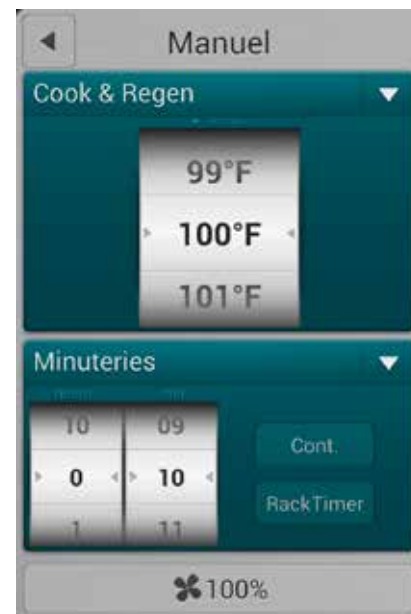 Manuel
Cook & Regen
99°F
100°F
101°F
Minuteries
10 09
0 10 Cont.
1 11 RackTimer
100%